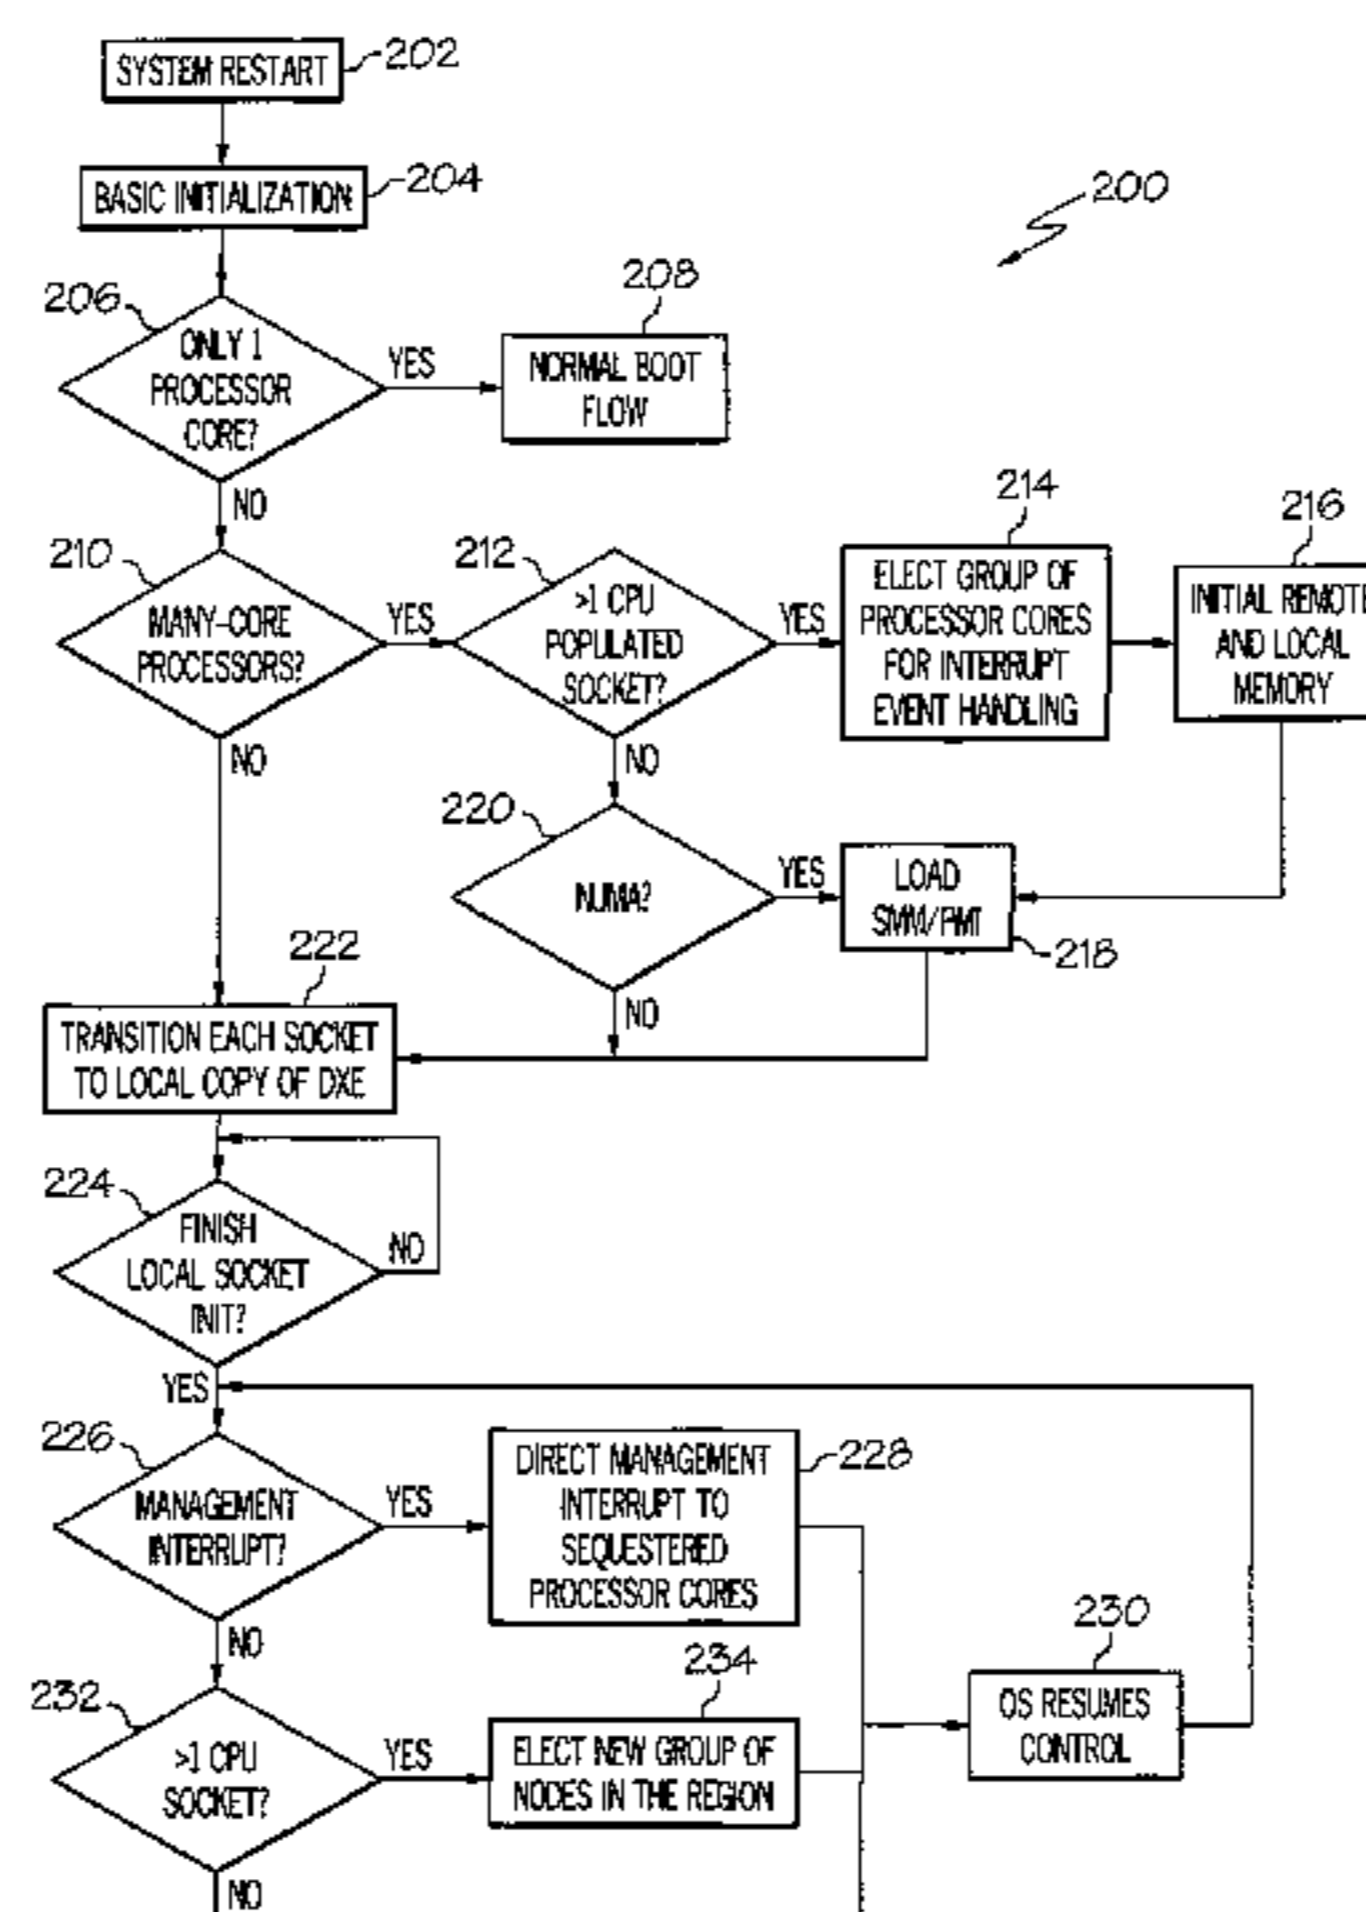 SYSTEM RESTART
202
BASIC INITIALIZATION
204
200
206
ONLY 1
PROCESSOR
CORE?
YES
208
NORMAL BOOT
FLOW
NO
210
MANY-CORE
PROCESSORS?
YES
212
>1 CPU
POPULATED
SOCKET?
YES
214
ELECT GROUP OF
PROCESSOR CORES
FOR INTERRUPT
EVENT HANDLING
216
INITIAL REMOTE
AND LOCAL
MEMORY
NO
NO
220
NUMA?
YES
LOAD
SMM/PMI
218
NO
222
TRANSITION EACH SOCKET
TO LOCAL COPY OF DXE
224
FINISH
LOCAL SOCKET
INIT?
NO
YES
226
MANAGEMENT
INTERRUPT?
YES
DIRECT MANAGEMENT
INTERRUPT TO
SEQUESTERED
PROCESSOR CORES
228
NO
230
OS RESUMES
CONTROL
232
>1 CPU
SOCKET?
YES
234
ELECT NEW GROUP OF
NODES IN THE REGION
NO